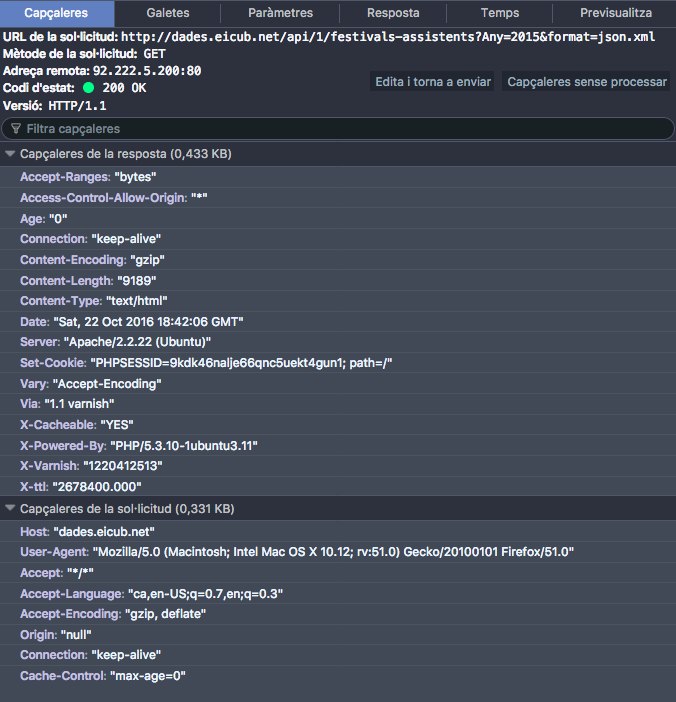 Capçaleres Galetes Paràmetres Resposta Temps Previsualitza
URL de la sol·licitud: http://dades.eicub.net/api/1/festivals-assistents?Any=2015&format=json.xml
Mètode de la sol·licitud: GET
Adreça remota: 92.222.5.200:80
Codi d'estat: 200 OK
Edita i torna a enviar Capçaleres sense processar
Versió: HTTP/1.1
Filtra capçaleres
Capçaleres de la resposta (0,433 KB)
Accept-Ranges: "bytes"
Access-Control-Allow-Origin: "*"
Age: "0"
Connection: "keep-alive"
Content-Encoding: "gzip"
Content-Length: "9189"
Content-Type: "text/html"
Date: "Sat, 22 Oct 2016 18:42:06 GMT"
Server: "Apache/2.2.22 (Ubuntu)"
Set-Cookie: "PHPSESSID=9kdk46nalje66qnc5uekt4gun1; path=/"
Vary: "Accept-Encoding"
Via: "1.1 varnish"
X-Cacheable: "YES"
X-Powered-By: "PHP/5.3.10-1ubuntu3.11"
X-Varnish: "1220412513"
X-ttl: "2678400.000"
Capçaleres de la sol·licitud (0,331 KB)
Host: "dades.eicub.net"
User-Agent: "Mozilla/5.0 (Macintosh; Intel Mac OS X 10.12; rv:51.0) Gecko/20100101 Firefox/51.0"
Accept: "*/*"
Accept-Language: "ca,en-US;q=0.7,en;q=0.3"
Accept-Encoding: "gzip, deflate"
Origin: "null"
Connection: "keep-alive"
Cache-Control: "max-age=0"